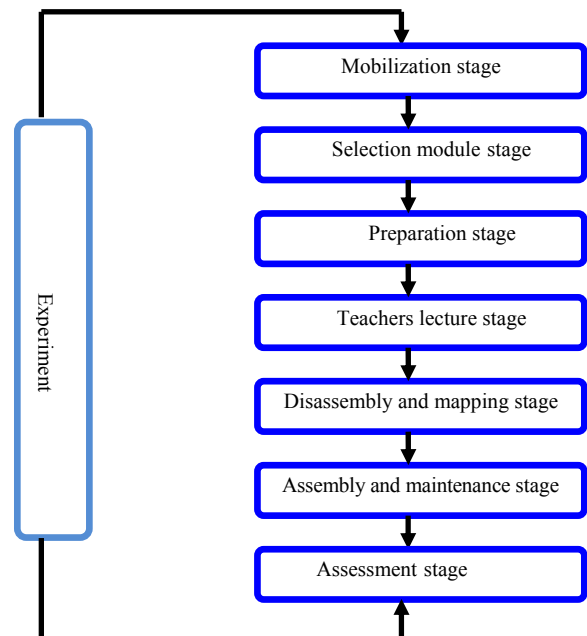 Mobilization stage
Selection module stage
Preparation stage
Teachers lecture stage
Disassembly and mapping stage
Assembly and maintenance stage
Assessment stage
Experiment